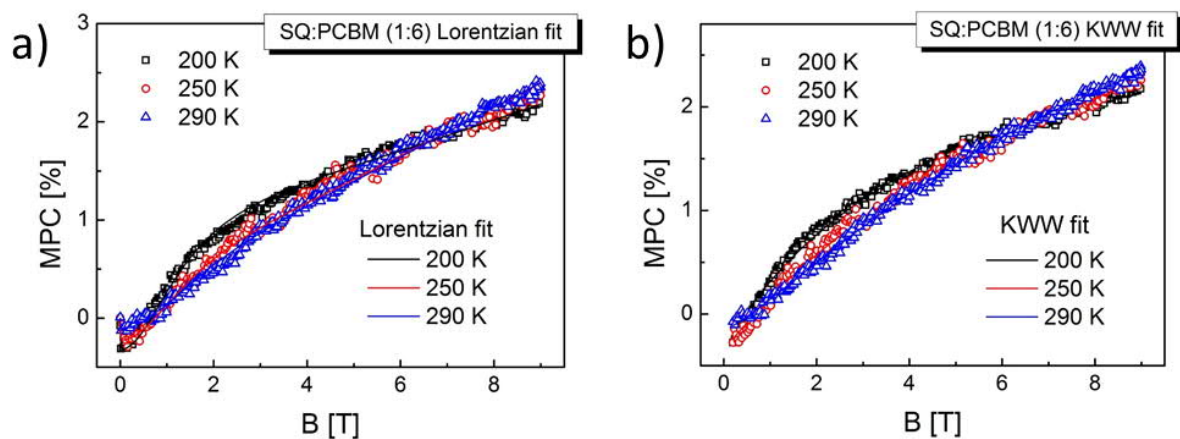 a)
SQ:PCBM (1:6) Lorentzian fit
3
2
1
0
MPC [%]
200 K
250 K
290 K
Lorentzian fit
200 K
250 K
290 K
0 2 4 6 8
B [T]
b)
SQ:PCBM (1:6) KWW fit
2
1
0
MPC [%]
200 K
250 K
290 K
KWW fit
200 K
250 K
290 K
0 2 4 6 8
B [T]